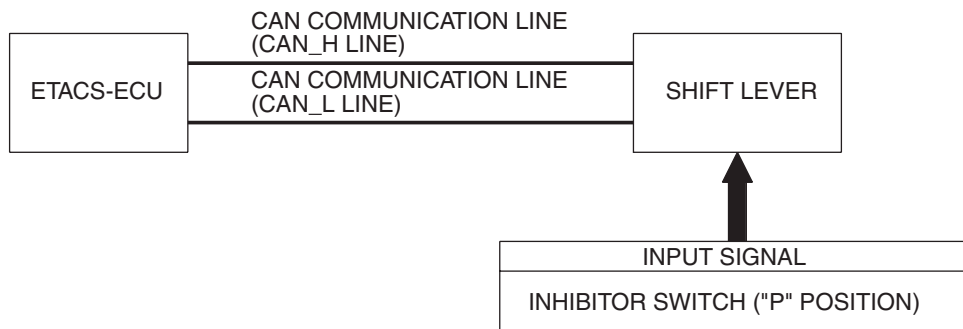 CAN COMMUNICATION LINE
(CAN_H LINE)
ETACS-ECU
CAN COMMUNICATION LINE
(CAN_L LINE)
SHIFT LEVER
INPUT SIGNAL
INHIBITOR SWITCH ("P" POSITION)